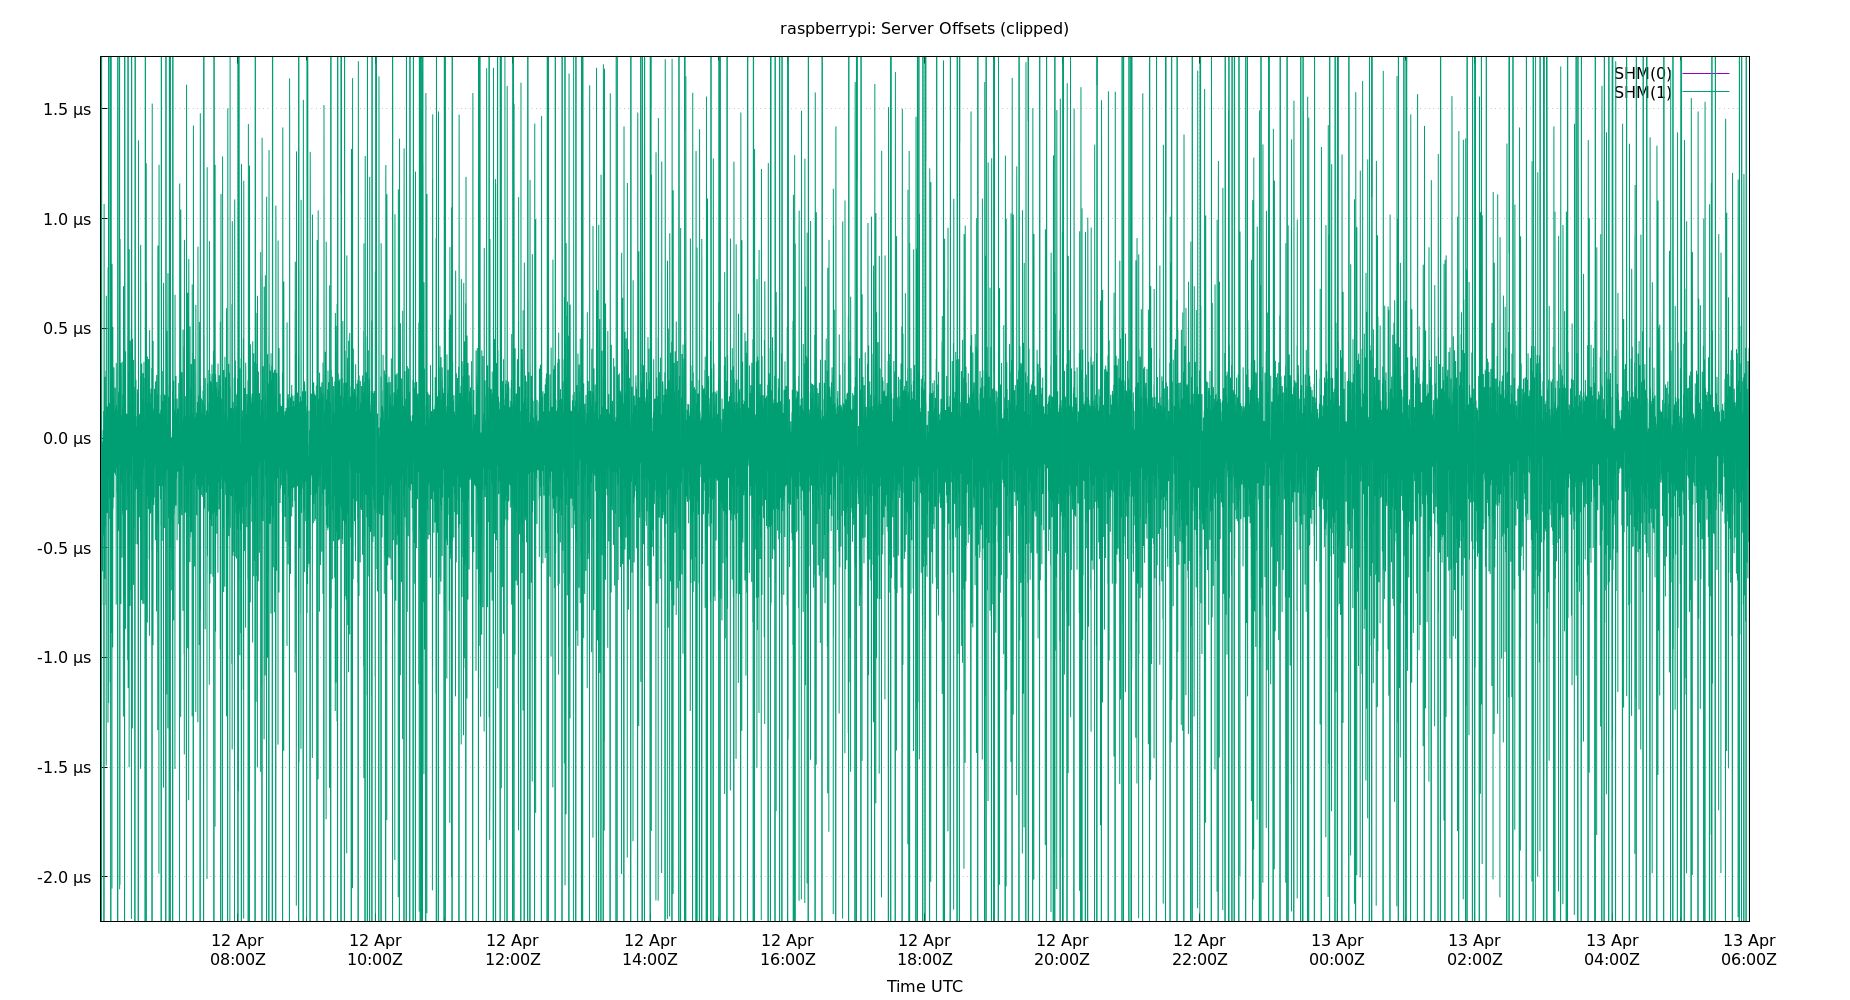 raspberrypi: Server Offsets (clipped)
SHM(0)
SHM(1)
1.5 µs
1.0 µs
0.5 µs
0.0 µs
-0.5 µs
-1.0 µs
-1.5 µs
-2.0 µs
12 Apr 12 Apr 12 Apr 12 Apr 12 Apr 12 Apr 12 Apr 12 Apr 13 Apr 13 Apr 13 Apr 13 Apr
08:00Z 10:00Z 12:00Z 14:00Z 16:00Z 18:00Z 20:00Z 22:00Z 00:00Z 02:00Z 04:00Z 06:00Z
Time UTC